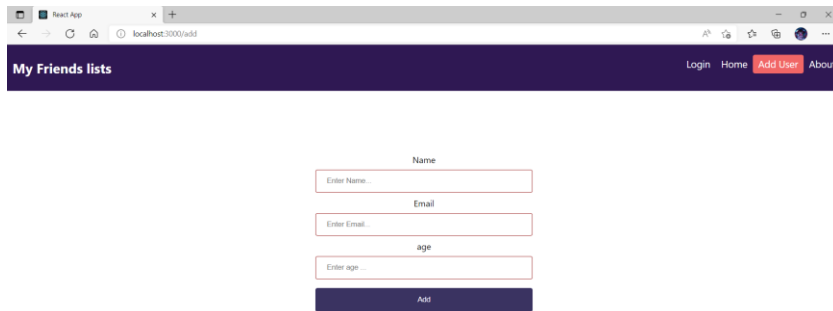 React App
localhost:3000/add
My Friends lists
Login Home Add User About
Name
Enter Name...
Email
Enter Email...
age
Enter age ...
Add